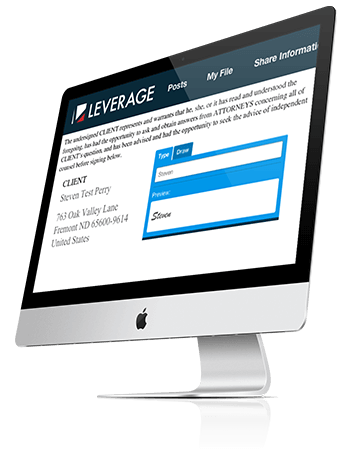 LEVERAGE
Posts
My File
Share Informati
The undersigned CLIENT represents and warrants that he, she, or it has read and understood the
foregoing, has had the opportunity to ask and obtain answers from ATTORNEYS concerning all of
CLIENT's question, and has been advised and had the opportunity to seek the advice of independent
counsel before signing below.
CLIENT
Steven Test Perry
763 Oak Valley Lane
Fremont ND 65600-9614
United States
Type
Draw
Steven
Preview:
Steven